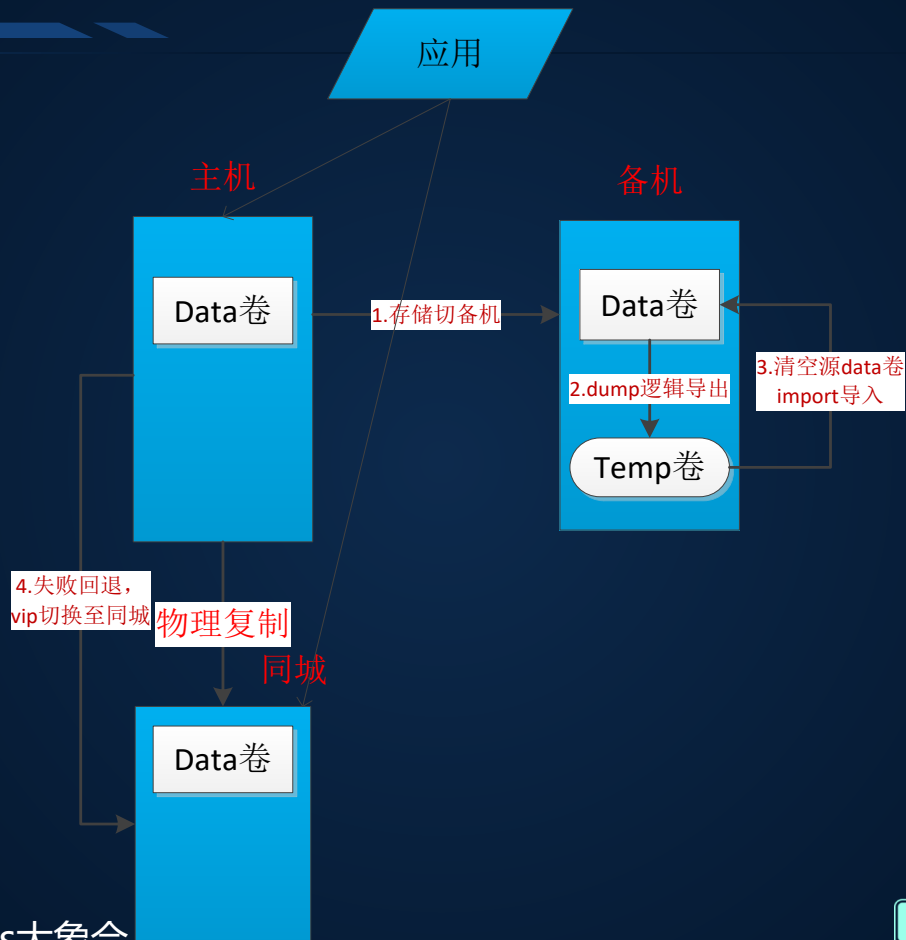 应用
主机
备机
Data卷
1.存储切备机
Data卷
2.dump逻辑导出
3.清空源data卷
import导入
Temp卷
4.失败回退，
vip切换至同城
物理复制
同城
Data卷
s大象会